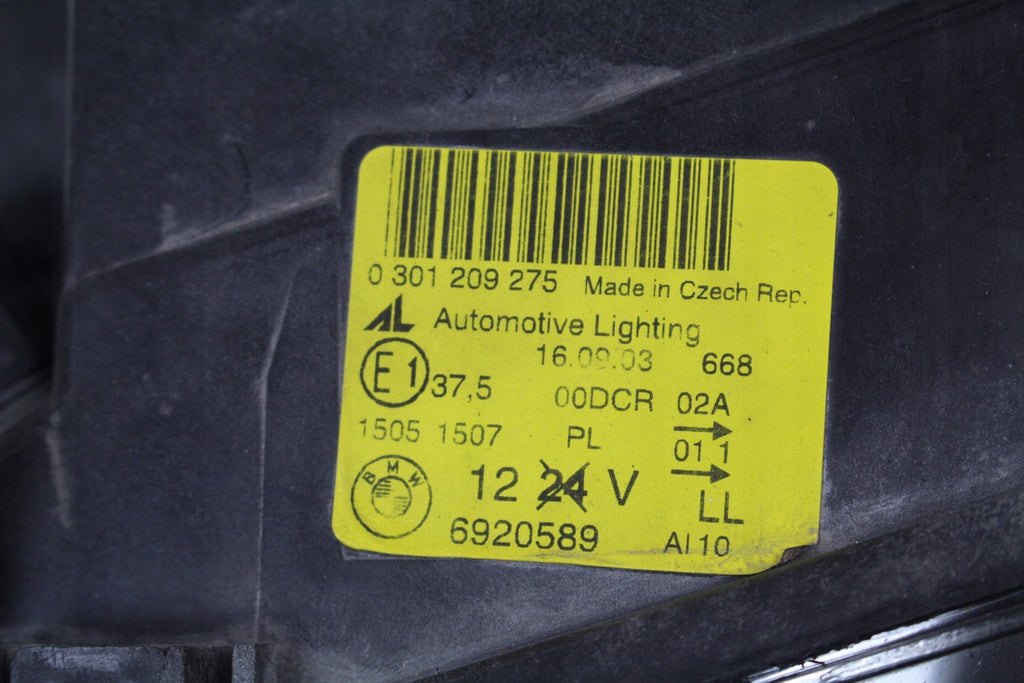 0 301 209 275 Made in Czech Rep.
AL Automotive Lighting
16.09.03 668
E1 37,5 00DCR 02A
1505 1507 PL 01 1
BMW 12 24 V LL
6920589 AI 10